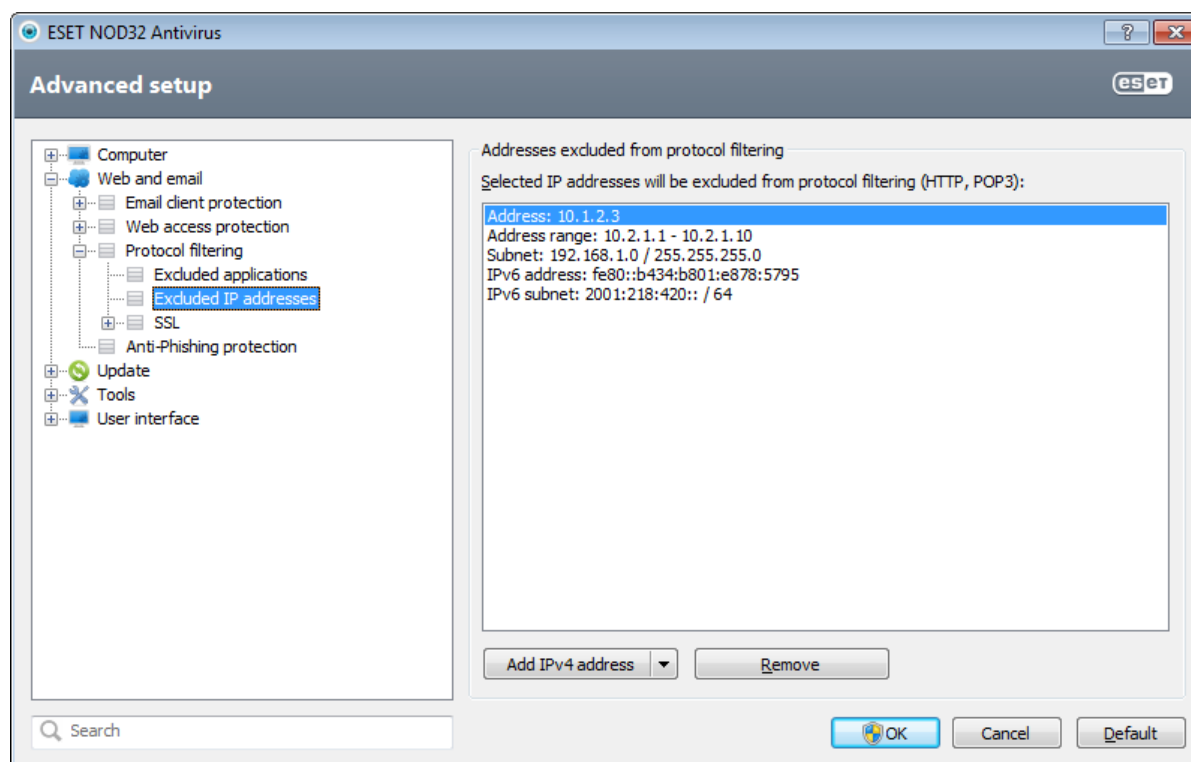 ESET NOD32 Antivirus
?
Advanced setup
eseT
Computer
Web and email
Email client protection
Web access protection
Protocol filtering
Excluded applications
Excluded IP addresses
SSL
Anti-Phishing protection
Update
Tools
User interface
Search
Addresses excluded from protocol filtering
Selected IP addresses will be excluded from protocol filtering (HTTP, POP3):
Address: 10.1.2.3
Address range: 10.2.1.1 - 10.2.1.10
Subnet: 192.168.1.0 / 255.255.255.0
IPv6 address: fe80::b434:b801:e878:5795
IPv6 subnet: 2001:218:420:: / 64
Add IPv4 address
Remove
OK
Cancel
Default